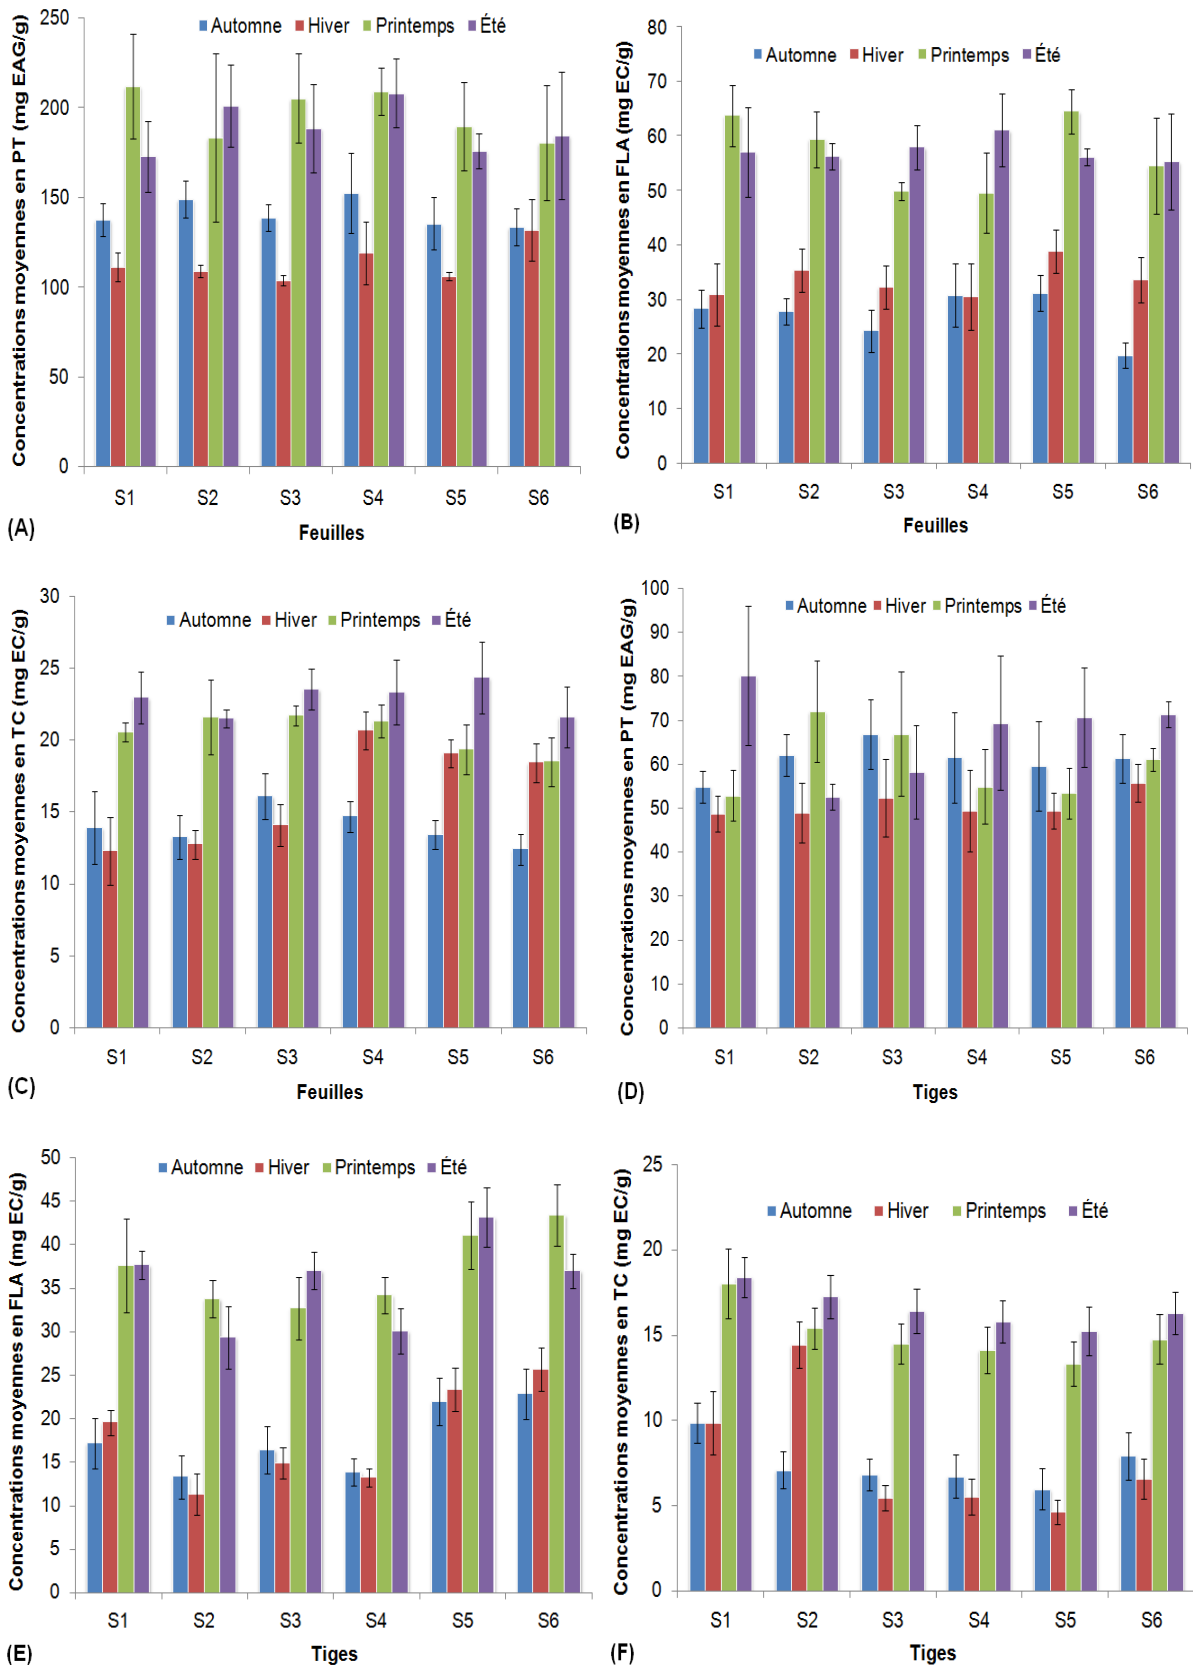 Concentrations moyennes en PT (mg EAG/g)
Automne Hiver Printemps Été
250
200
150
100
50
0
S1 S2 S3 S4 S5 S6
Feuilles
(A)
Concentrations moyennes en FLA (mg EC/g)
Automne Hiver Printemps Été
80
70
60
50
40
30
20
10
0
S1 S2 S3 S4 S5 S6
Feuilles
(B)
Concentrations moyennes en TC (mg EC/g)
Automne Hiver Printemps Été
30
25
20
15
10
5
0
S1 S2 S3 S4 S5 S6
Feuilles
(C)
Concentrations moyennes en PT (mg EAG/g)
Automne Hiver Printemps Été
100
90
80
70
60
50
40
30
20
10
0
S1 S2 S3 S4 S5 S6
Tiges
(D)
Concentrations moyennes en FLA (mg EC/g)
Automne Hiver Printemps Été
50
45
40
35
30
25
20
15
10
5
0
S1 S2 S3 S4 S5 S6
Tiges
(E)
Concentrations moyennes en TC (mg EC/g)
Automne Hiver Printemps Été
25
20
15
10
5
0
S1 S2 S3 S4 S5 S6
Tiges
(F)